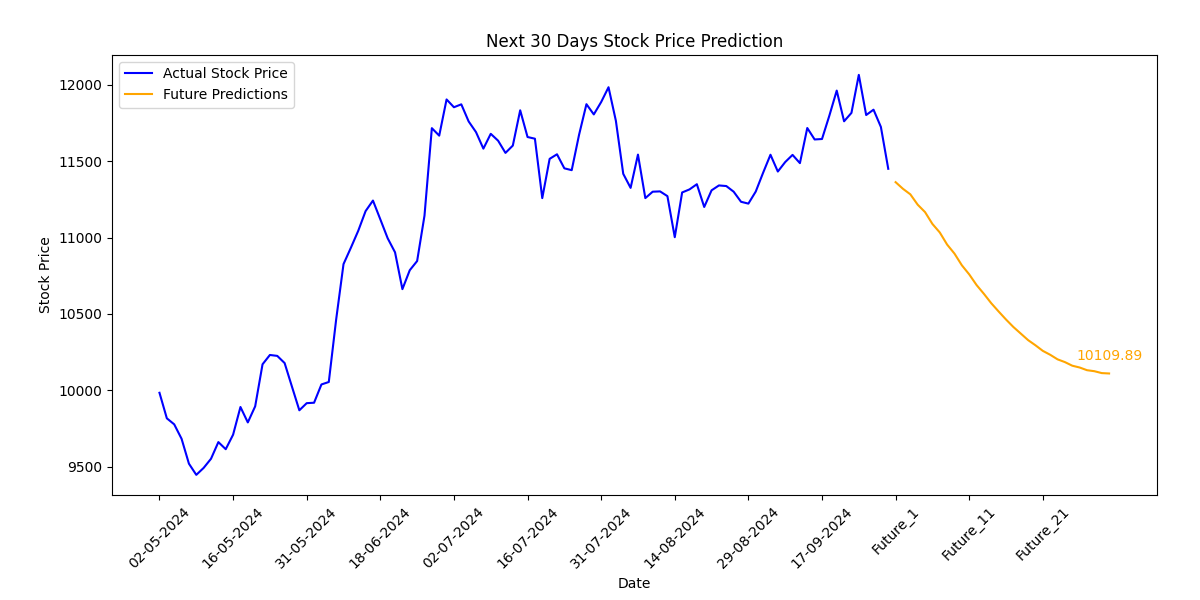 Next 30 Days Stock Price Prediction
Actual Stock Price
Future Predictions
12000
11500
11000
10500
10000
9500
Stock Price
10109.89
02-05-2024
16-05-2024
31-05-2024
18-06-2024
02-07-2024
16-07-2024
31-07-2024
14-08-2024
29-08-2024
17-09-2024
Future_1
Future_11
Future_21
Date